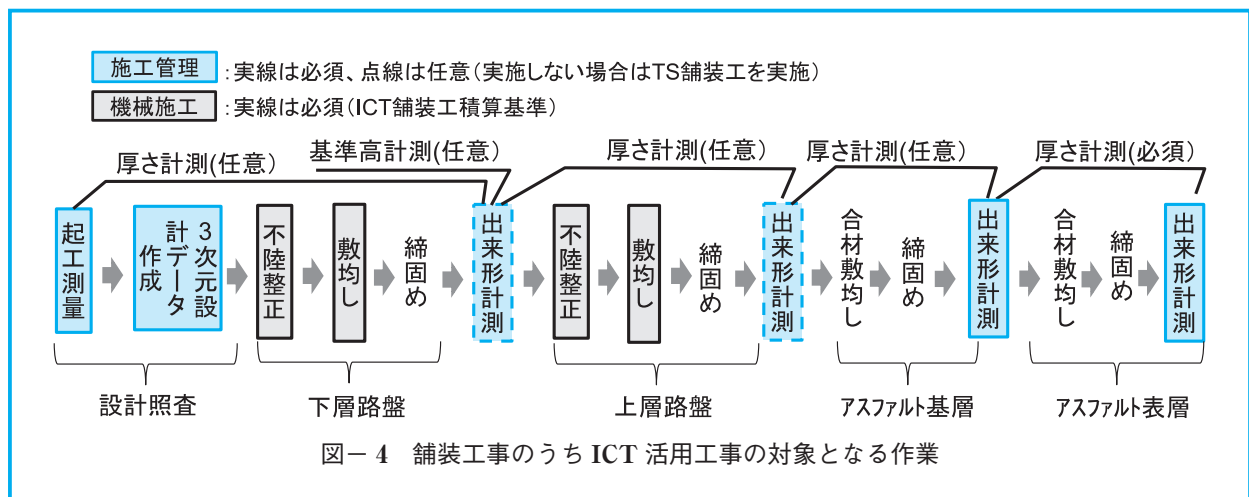 施工管理 :実線は必須、点線は任意(実施しない場合はTS舗装工を実施)
機械施工 :実線は必須(ICT舗装工積算基準)
厚さ計測(任意)
基準高計測(任意)
厚さ計測(任意)
厚さ計測(任意)
厚さ計測(必須)
起工測量
3次元設
計データ
作成
不陸整正
敷均し
締固め
出来形計測
不陸整正
敷均し
締固め
出来形計測
合材敷均し
締固め
出来形計測
合材敷均し
締固め
出来形計測
設計照査
下層路盤
上層路盤
アスファルト基層
アスファルト表層
図-4 舗装工事のうち ICT 活用工事の対象となる作業